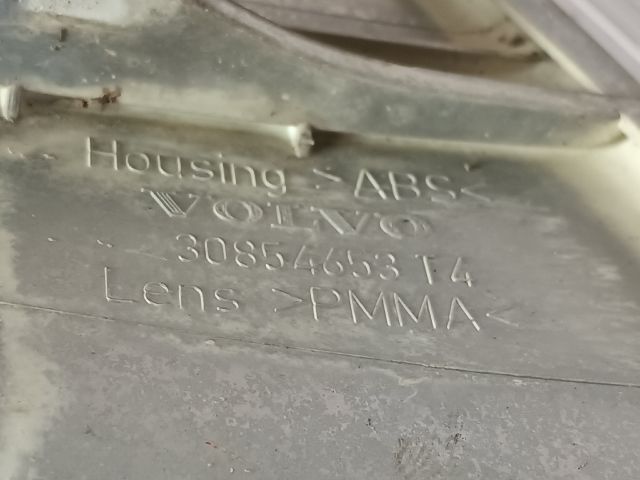 Housing >ABS<
VOLVO
30854653 T4
Lens >PMMA<